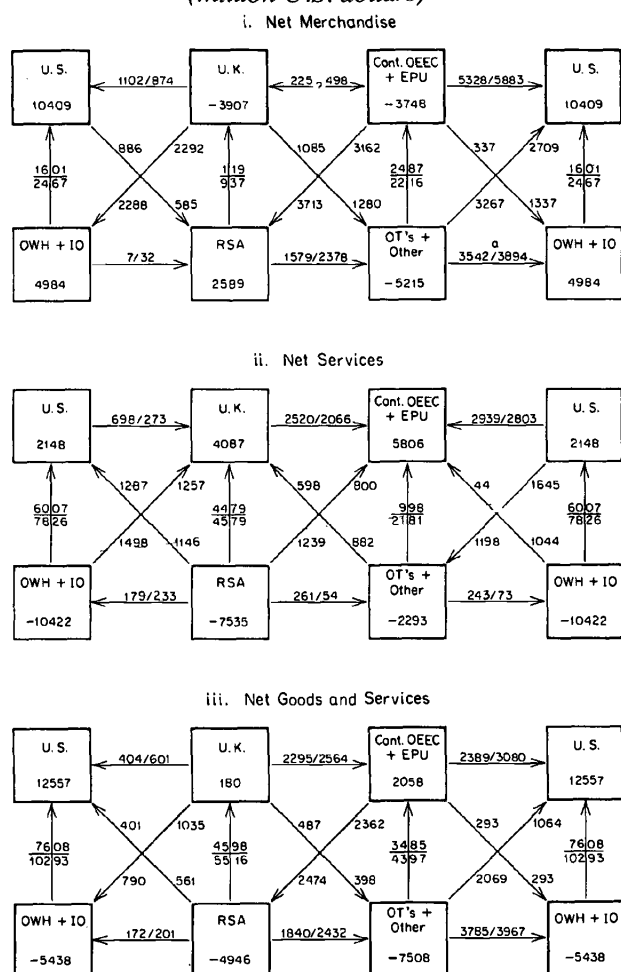 (million U.S. dollars)
i. Net Merchandise
U. S. 10409
1102/874
U. K. -3907
225, 498
Cont. OEEC + EPU -3748
5328/5883
U. S. 10409
1601/2467
886
2292
2288
585
119/937
1085
3162
3713
1280
2487/2216
337
2709
3267
1337
1601/2467
OWH + IO 4984
7/32
RSA 2589
1579/2378
OT's + Other -5215
a
3542/3894
OWH + IO 4984
ii. Net Services
U. S. 2148
698/273
U. K. 4087
2520/2066
Cont. OEEC + EPU 5806
2939/2803
U. S. 2148
6007/7826
1287
1257
1498
1146
4479/4579
598
800
1239
882
998/2181
44
1645
1198
1044
6007/7826
OWH + IO -10422
179/233
RSA -7535
261/54
OT's + Other -2293
243/73
OWH + IO -10422
iii. Net Goods and Services
U. S. 12557
404/601
U. K. 180
2295/2564
Cont. OEEC + EPU 2058
2389/3080
U. S. 12557
7608/10293
401
1035
790
561
4598/5516
487
2362
2474
398
3485/4397
293
1064
2069
293
7608/10293
OWH + IO -5438
172/201
RSA -4946
1840/2432
OT's + Other -7508
3785/3967
OWH + IO -5438